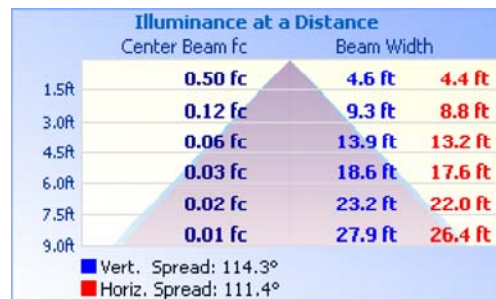 Illuminance at a Distance
Center Beam fc Beam Width
1.5ft 0.50 fc 4.6 ft 4.4 ft
3.0ft 0.12 fc 9.3 ft 8.8 ft
4.5ft 0.06 fc 13.9 ft 13.2 ft
6.0ft 0.03 fc 18.6 ft 17.6 ft
7.5ft 0.02 fc 23.2 ft 22.0 ft
9.0ft 0.01 fc 27.9 ft 26.4 ft
Vert. Spread: 114.3°
Horiz. Spread: 111.4°